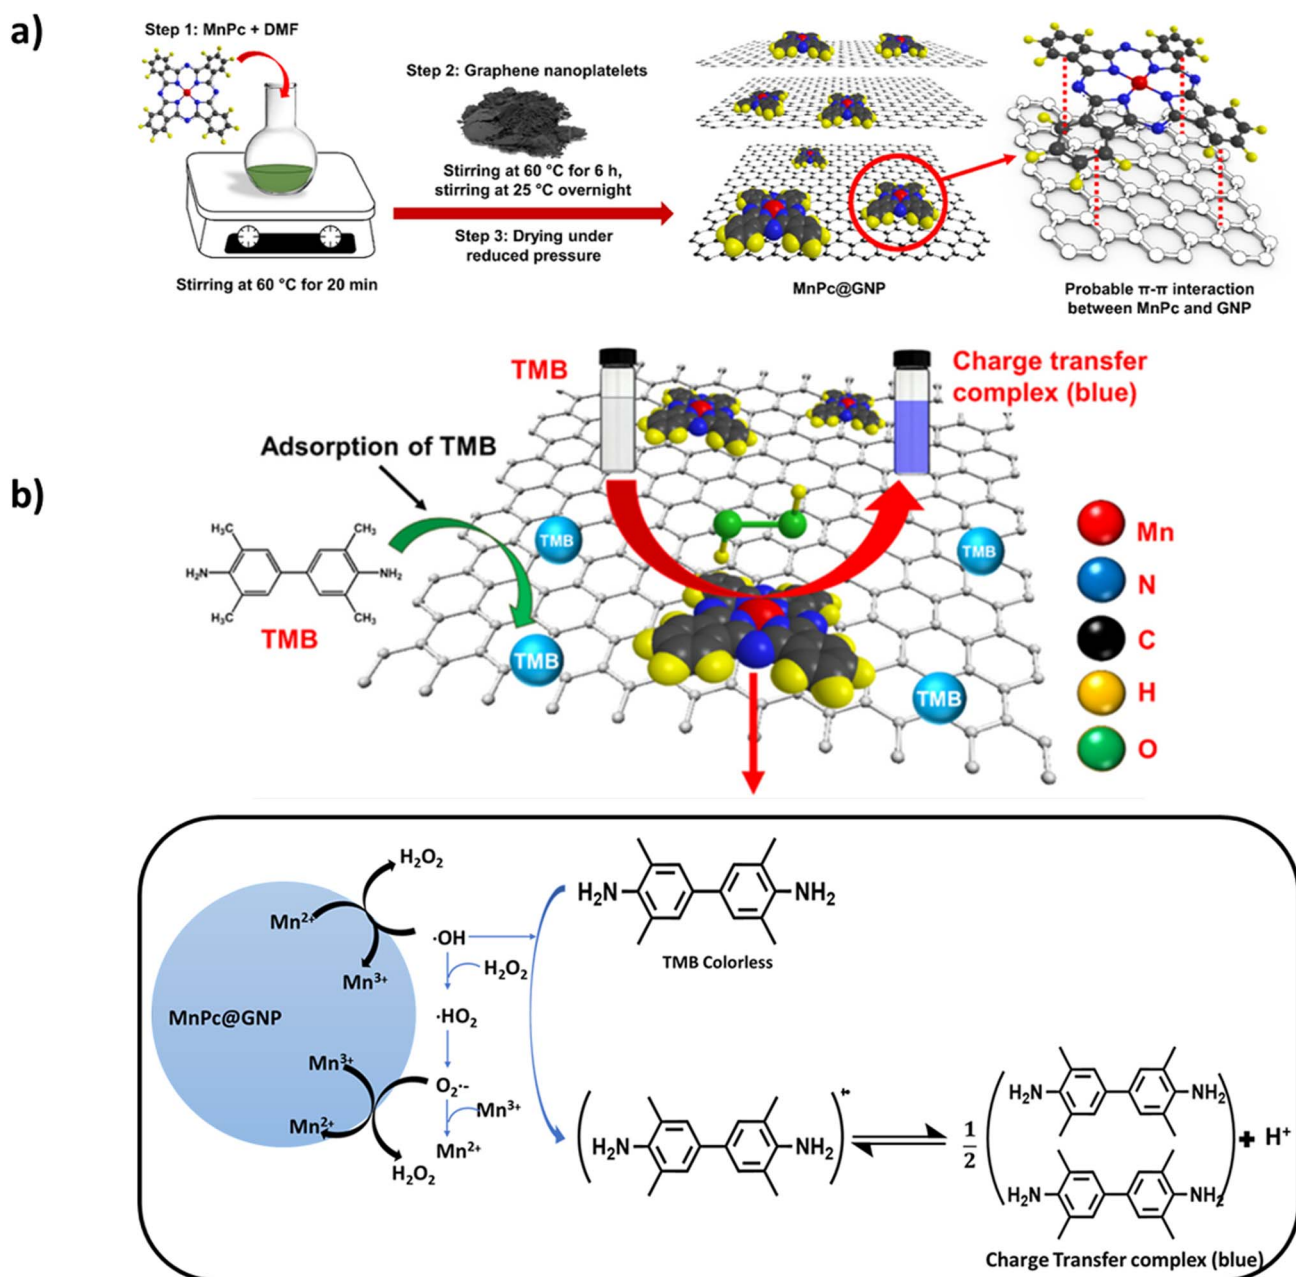 a)
Step 1: MnPc + DMF
Stirring at 60 °C for 20 min
Step 2: Graphene nanoplatelets
Stirring at 60 °C for 6 h,
stirring at 25 °C overnight
Step 3: Drying under
reduced pressure
MnPc@GNP
Probable π-π interaction
between MnPc and GNP
b)
TMB
Charge transfer
complex (blue)
Adsorption of TMB
H₃C
CH₃
H₂N
NH₂
H₃C
CH₃
TMB
TMB
TMB
TMB
TMB
Mn
N
C
H
O
H₂O₂
Mn²⁺
·OH
Mn³⁺
H₂O₂
MnPc@GNP
·HO₂
Mn³⁺
O₂·-
Mn³⁺
Mn²⁺
Mn²⁺
H₂O₂
H₂N
NH₂
TMB Colorless
H₂N
NH₂
+•
1
2
H₂N
NH₂
H₂N
NH₂
+ H⁺
Charge Transfer complex (blue)